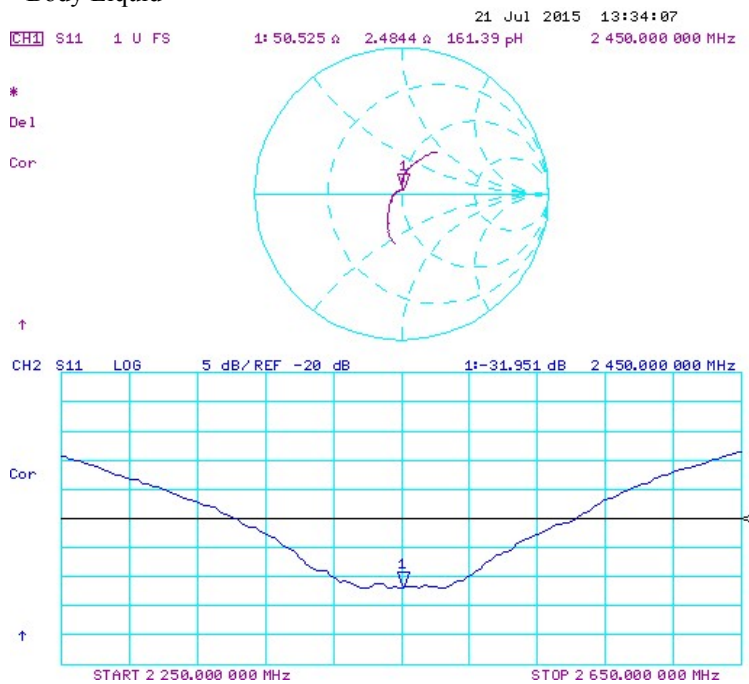 Body Liquid
21 Jul 2015 13:34:07
CH1 S11 1 U FS 1: 50.525 Ω 2.4844 Ω 161.39 pH 2 450.000 000 MHz
*
Del
Cor
1
↑
CH2 S11 LOG 5 dB/REF -20 dB 1:-31.951 dB 2 450.000 000 MHz
Cor
1
↑
START 2 250.000 000 MHz STOP 2 650.000 000 MHz